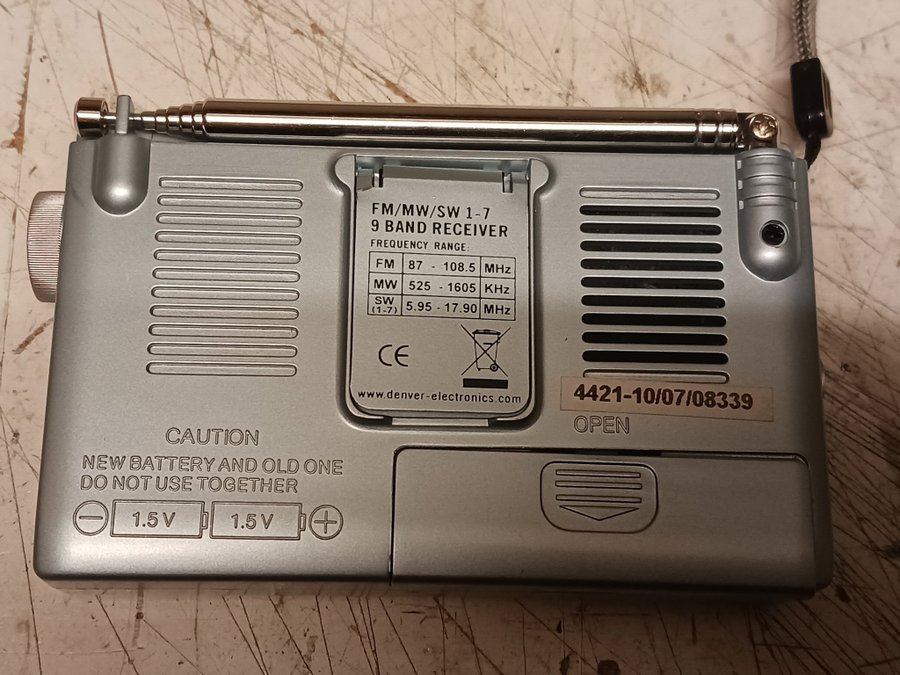 FM/MW/SW 1-7
9 BAND RECEIVER
FREQUENCY RANGE:
FM 87 - 108.5 MHz
MW 525 - 1605 KHz
SW (1-7) 5.95 - 17.90 MHz
CE
www.denver-electronics.com
4421-10/07/08339
OPEN
CAUTION
NEW BATTERY AND OLD ONE
DO NOT USE TOGETHER
1.5V 1.5V